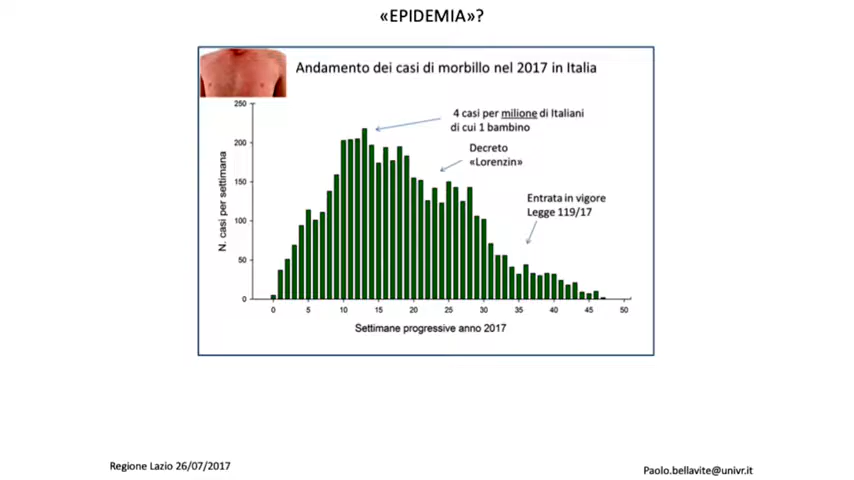 «EPIDEMIA»?
Andamento dei casi di morbillo nel 2017 in Italia
4 casi per milione di Italiani
di cui 1 bambino
Decreto
«Lorenzin»
Entrata in vigore
Legge 119/17
N. casi per settimana
250
200
150
100
50
0
0 5 10 15 20 25 30 35 40 45 50
Settimane progressive anno 2017
Regione Lazio 26/07/2017
Paolo.bellavite@univr.it